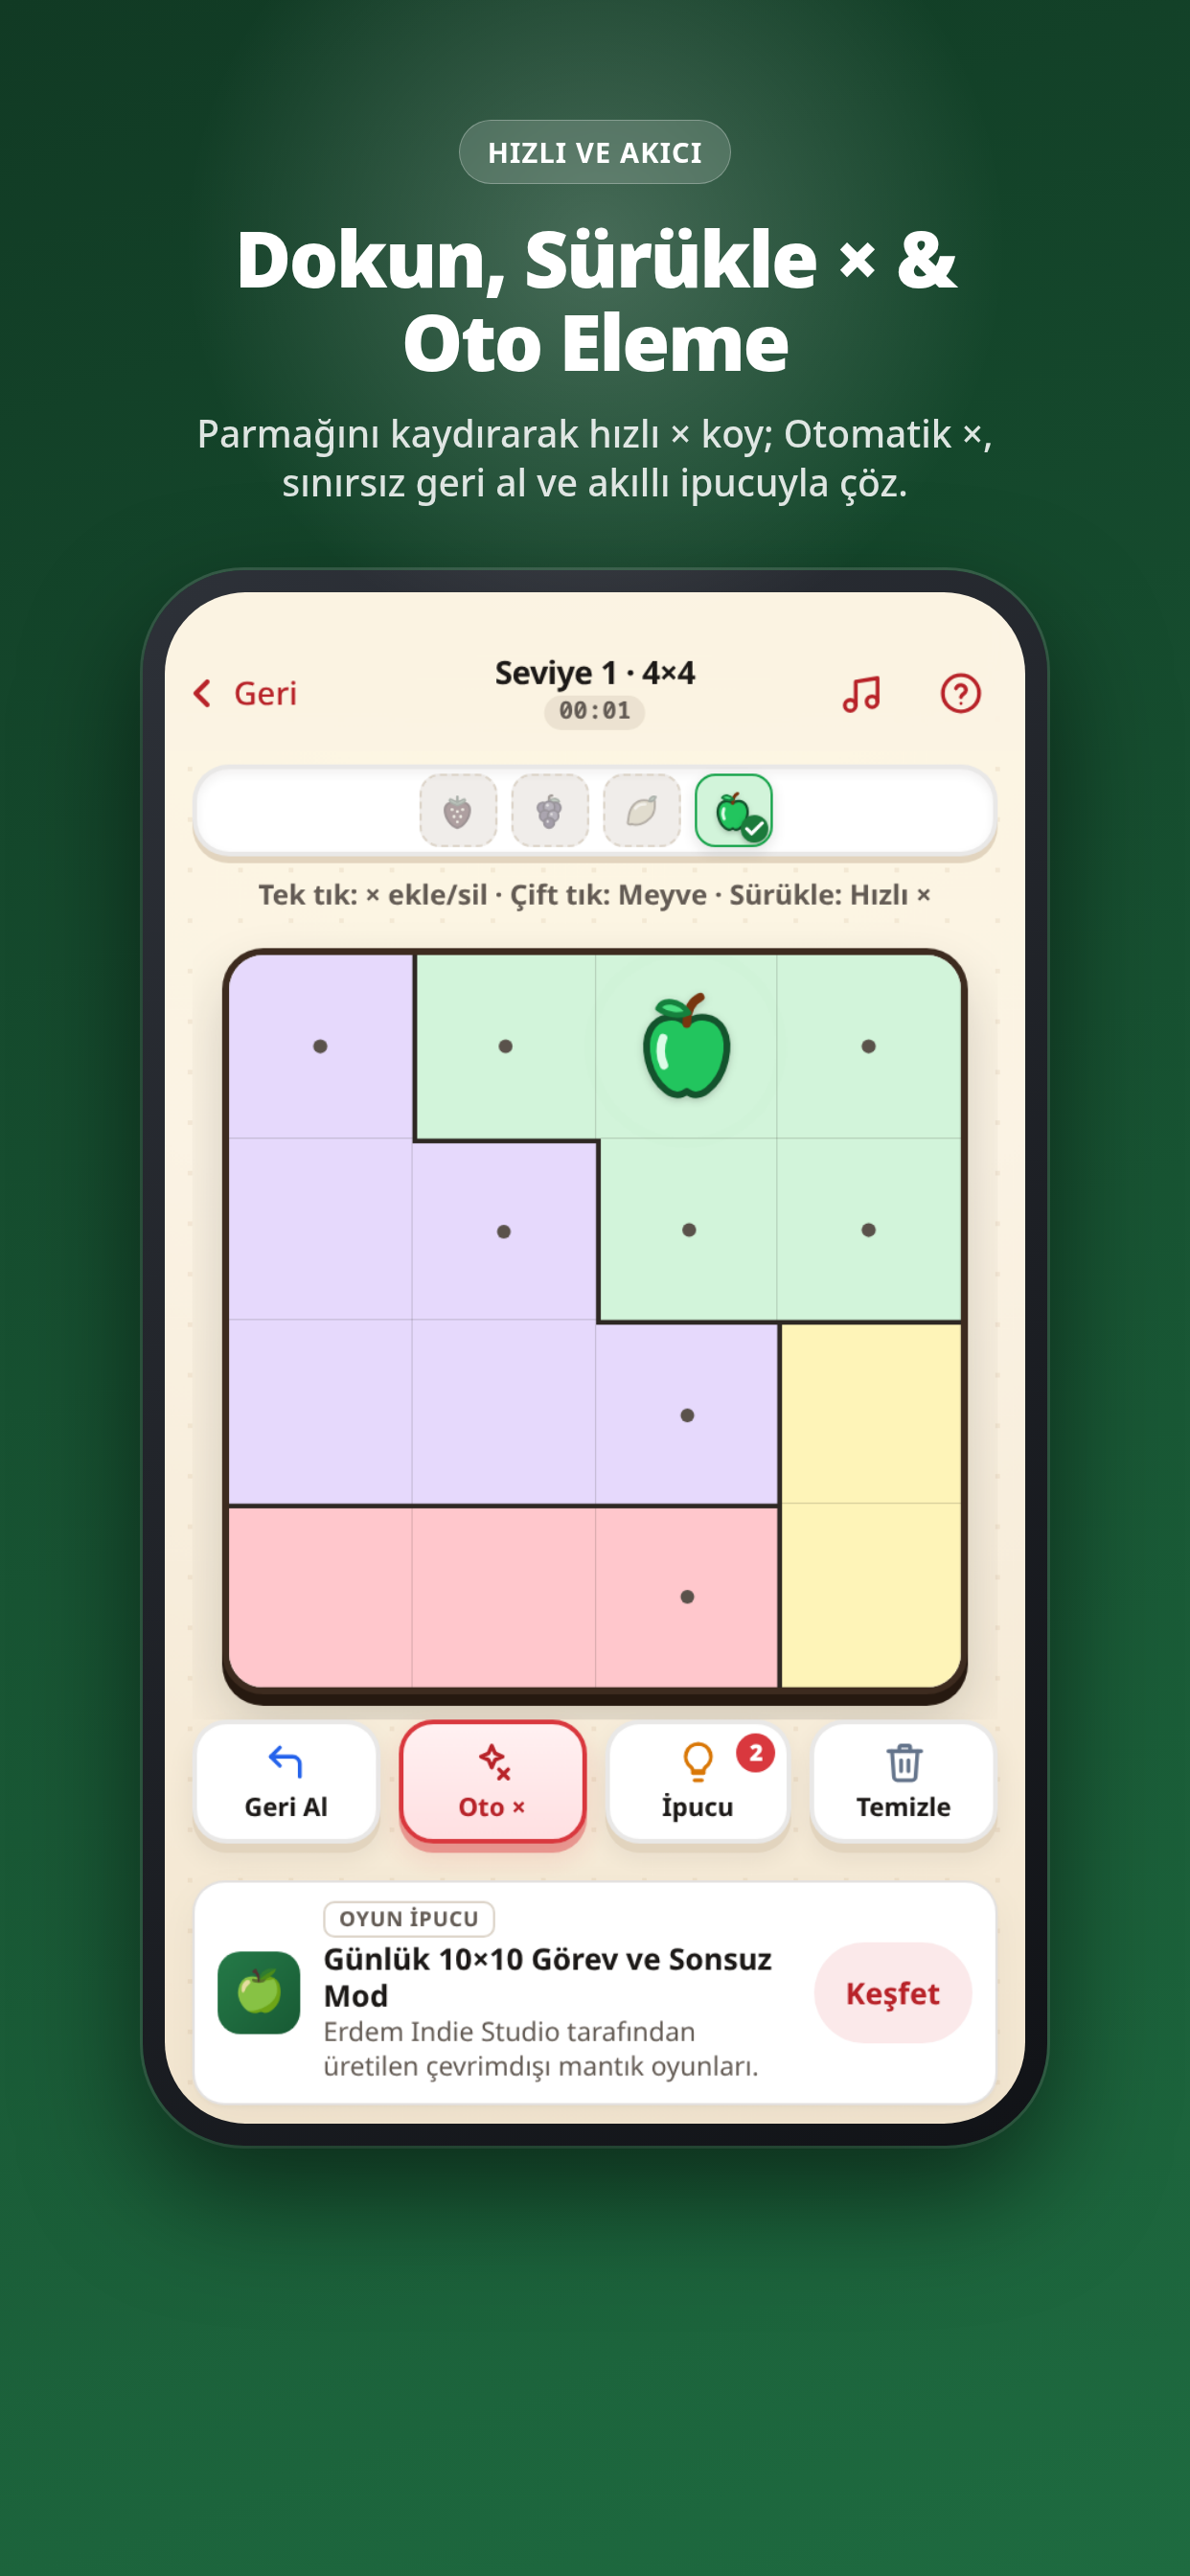 HIZLI VE AKICI
Dokun, Sürükle × &
Oto Eleme
Parmağını kaydırarak hızlı × koy; Otomatik ×,
sınırsız geri al ve akıllı ipucuyla çöz.
Geri
Seviye 1 · 4×4
00:01
Tek tık: × ekle/sil · Çift tık: Meyve · Sürükle: Hızlı ×
Geri Al
Oto ×
İpucu
2
Temizle
OYUN İPUCU
Günlük 10×10 Görev ve Sonsuz
Mod
Erdem Indie Studio tarafından
üretilen çevrimdışı mantık oyunları.
Keşfet